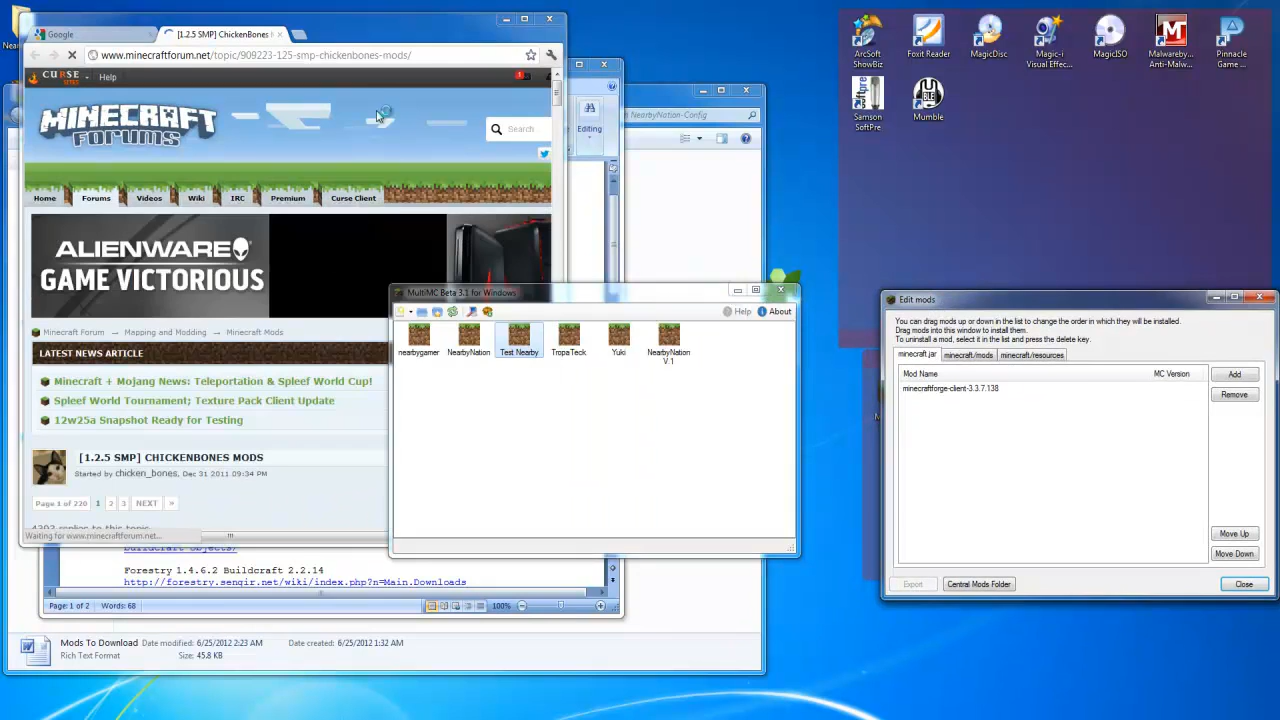 Google
[1.2.5 SMP] ChickenBones
www.minecraftforum.net/topic/909223-125-smp-chickenbones-mods/
CURSE
Help
MINECRAFT
FORUMS
Search...
Home
Forums
Videos
Wiki
IRC
Premium
Curse Client
ALIENWARE
GAME VICTORIOUS
Minecraft Forum → Mapping and Modding → Minecraft Mods
LATEST NEWS ARTICLE
Minecraft + Mojang News: Teleportation & Spleef World Cup!
Spleef World Tournament; Texture Pack Client Update
12w25a Snapshot Ready for Testing
[1.2.5 SMP] CHICKENBONES MODS
Started by chicken_bones, Dec 31 2011 09:34 PM
Page 1 of 220
1
2
3
NEXT
»
4393 replies to this topic
Waiting for www.minecraftforum.net...
Editing
NearbyNation-Config
MultiMC Beta 3.1 for Windows
Help
About
nearbygamer
NearbyNation
Test Nearby
TropaTeck
Yuki
NearbyNation
V 1
Buildcraft Objects/
Forestry 1.4.6.2 Buildcraft 2.2.14
http://forestry.sengir.net/wiki/index.php?n=Main.Downloads
Page: 1 of 2
Words: 68
100%
Mods To Download
Date modified: 6/25/2012 2:23 AM
Date created: 6/25/2012 1:32 AM
Rich Text Format
Size: 45.8 KB
ArcSoft
ShowBiz
Foxit Reader
MagicDisc
Magic-i
Visual Effec...
MagicISO
Malwareby...
Anti-Malw...
Pinnacle
Game ...
Samson
SoftPre
Mumble
Edit mods
You can drag mods up or down in the list to change the order in which they will be installed.
Drag mods into this window to install them.
To uninstall a mod, select it in the list and press the delete key.
minecraft.jar
minecraft/mods
minecraft/resources
Mod Name
MC Version
minecraftforge-client-3.3.7.138
Add
Remove
Move Up
Move Down
Export
Central Mods Folder
Close